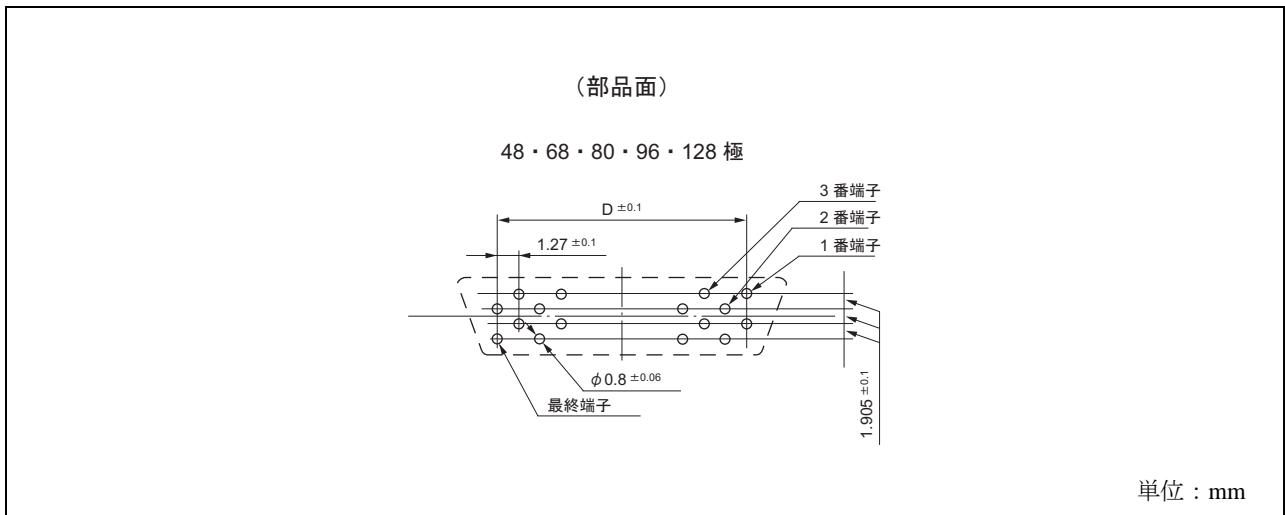 （部品面）
48・68・80・96・128 極
3 番端子
D ±0.1
2 番端子
1.27 ±0.1
1 番端子
φ0.8 ±0.06
最終端子
1.905 ±0.1
単位：mm